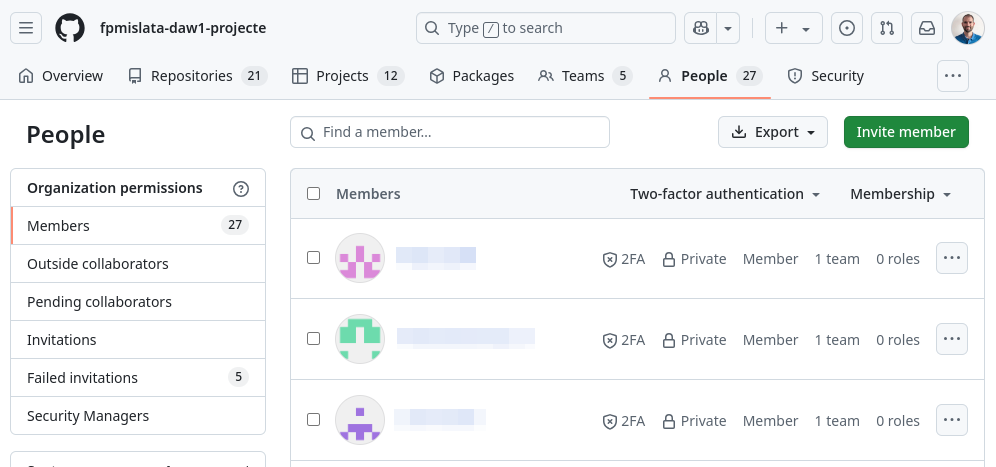 fpmislata-daw1-projecte
Type / to search
Overview Repositories 21 Projects 12 Packages Teams 5 People 27 Security
People
Find a member...
Export
Invite member
Organization permissions
Members 27
Outside collaborators
Pending collaborators
Invitations
Failed invitations 5
Security Managers
Members Two-factor authentication Membership
2FA Private Member 1 team 0 roles
2FA Private Member 1 team 0 roles
2FA Private Member 1 team 0 roles